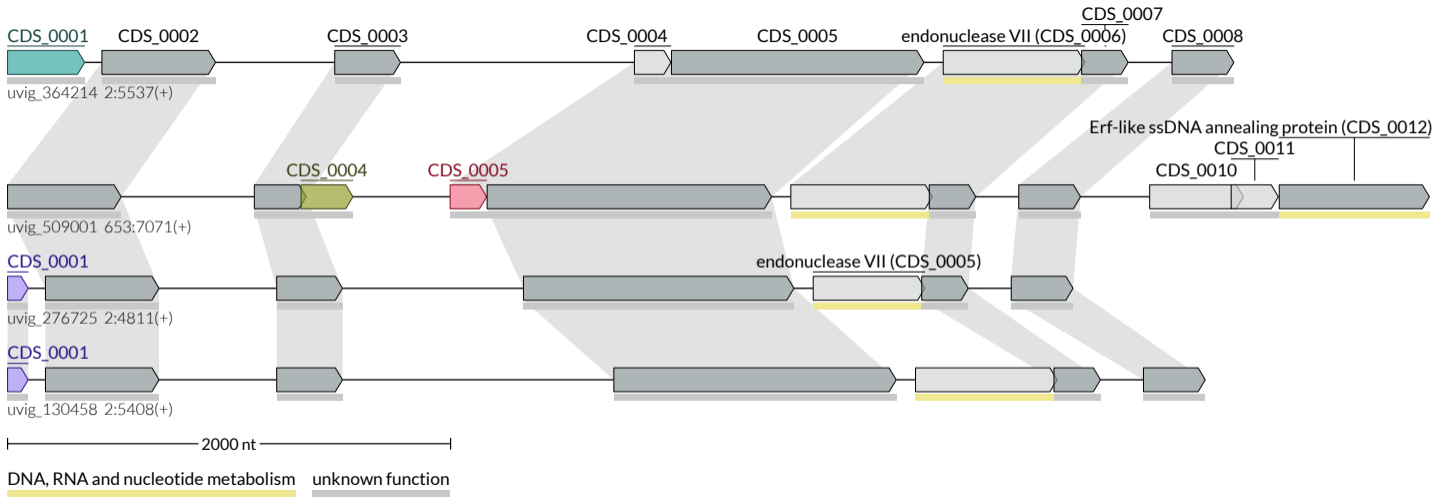 CDS_0007
CDS_0001 CDS_0002 CDS_0003 CDS_0004 CDS_0005 endonuclease VII (CDS_0006) CDS_0008
uvig_364214 2:5537(+)
Erf-like ssDNA annealing protein (CDS_0012)
CDS_0011
CDS_0004 CDS_0005 CDS_0010
uvig_509001 653:7071(+)
CDS_0001 endonuclease VII (CDS_0005)
uvig_276725 2:4811(+)
CDS_0001
uvig_130458 2:5408(+)
2000 nt
DNA, RNA and nucleotide metabolism unknown function